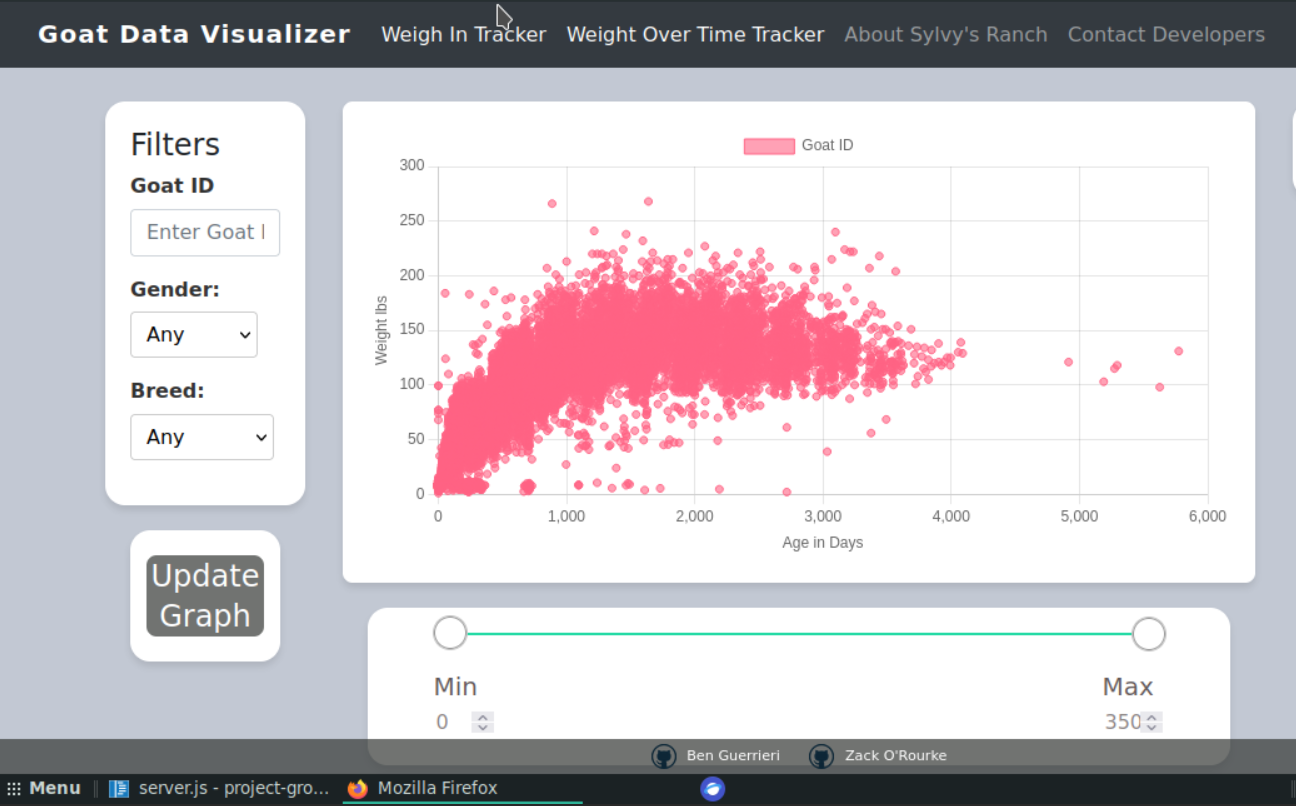 Goat Data Visualizer Weigh In Tracker Weight Over Time Tracker About Sylvy's Ranch Contact Developers
Filters
Goat ID
Enter Goat I
Gender:
Any
Breed:
Any
Update
Graph
Goat ID
300
250
200
150
100
50
0
Weight lbs
0 1,000 2,000 3,000 4,000 5,000 6,000
Age in Days
Min Max
0 350
Ben Guerrieri Zack O'Rourke
Menu server.js - project-gro... Mozilla Firefox